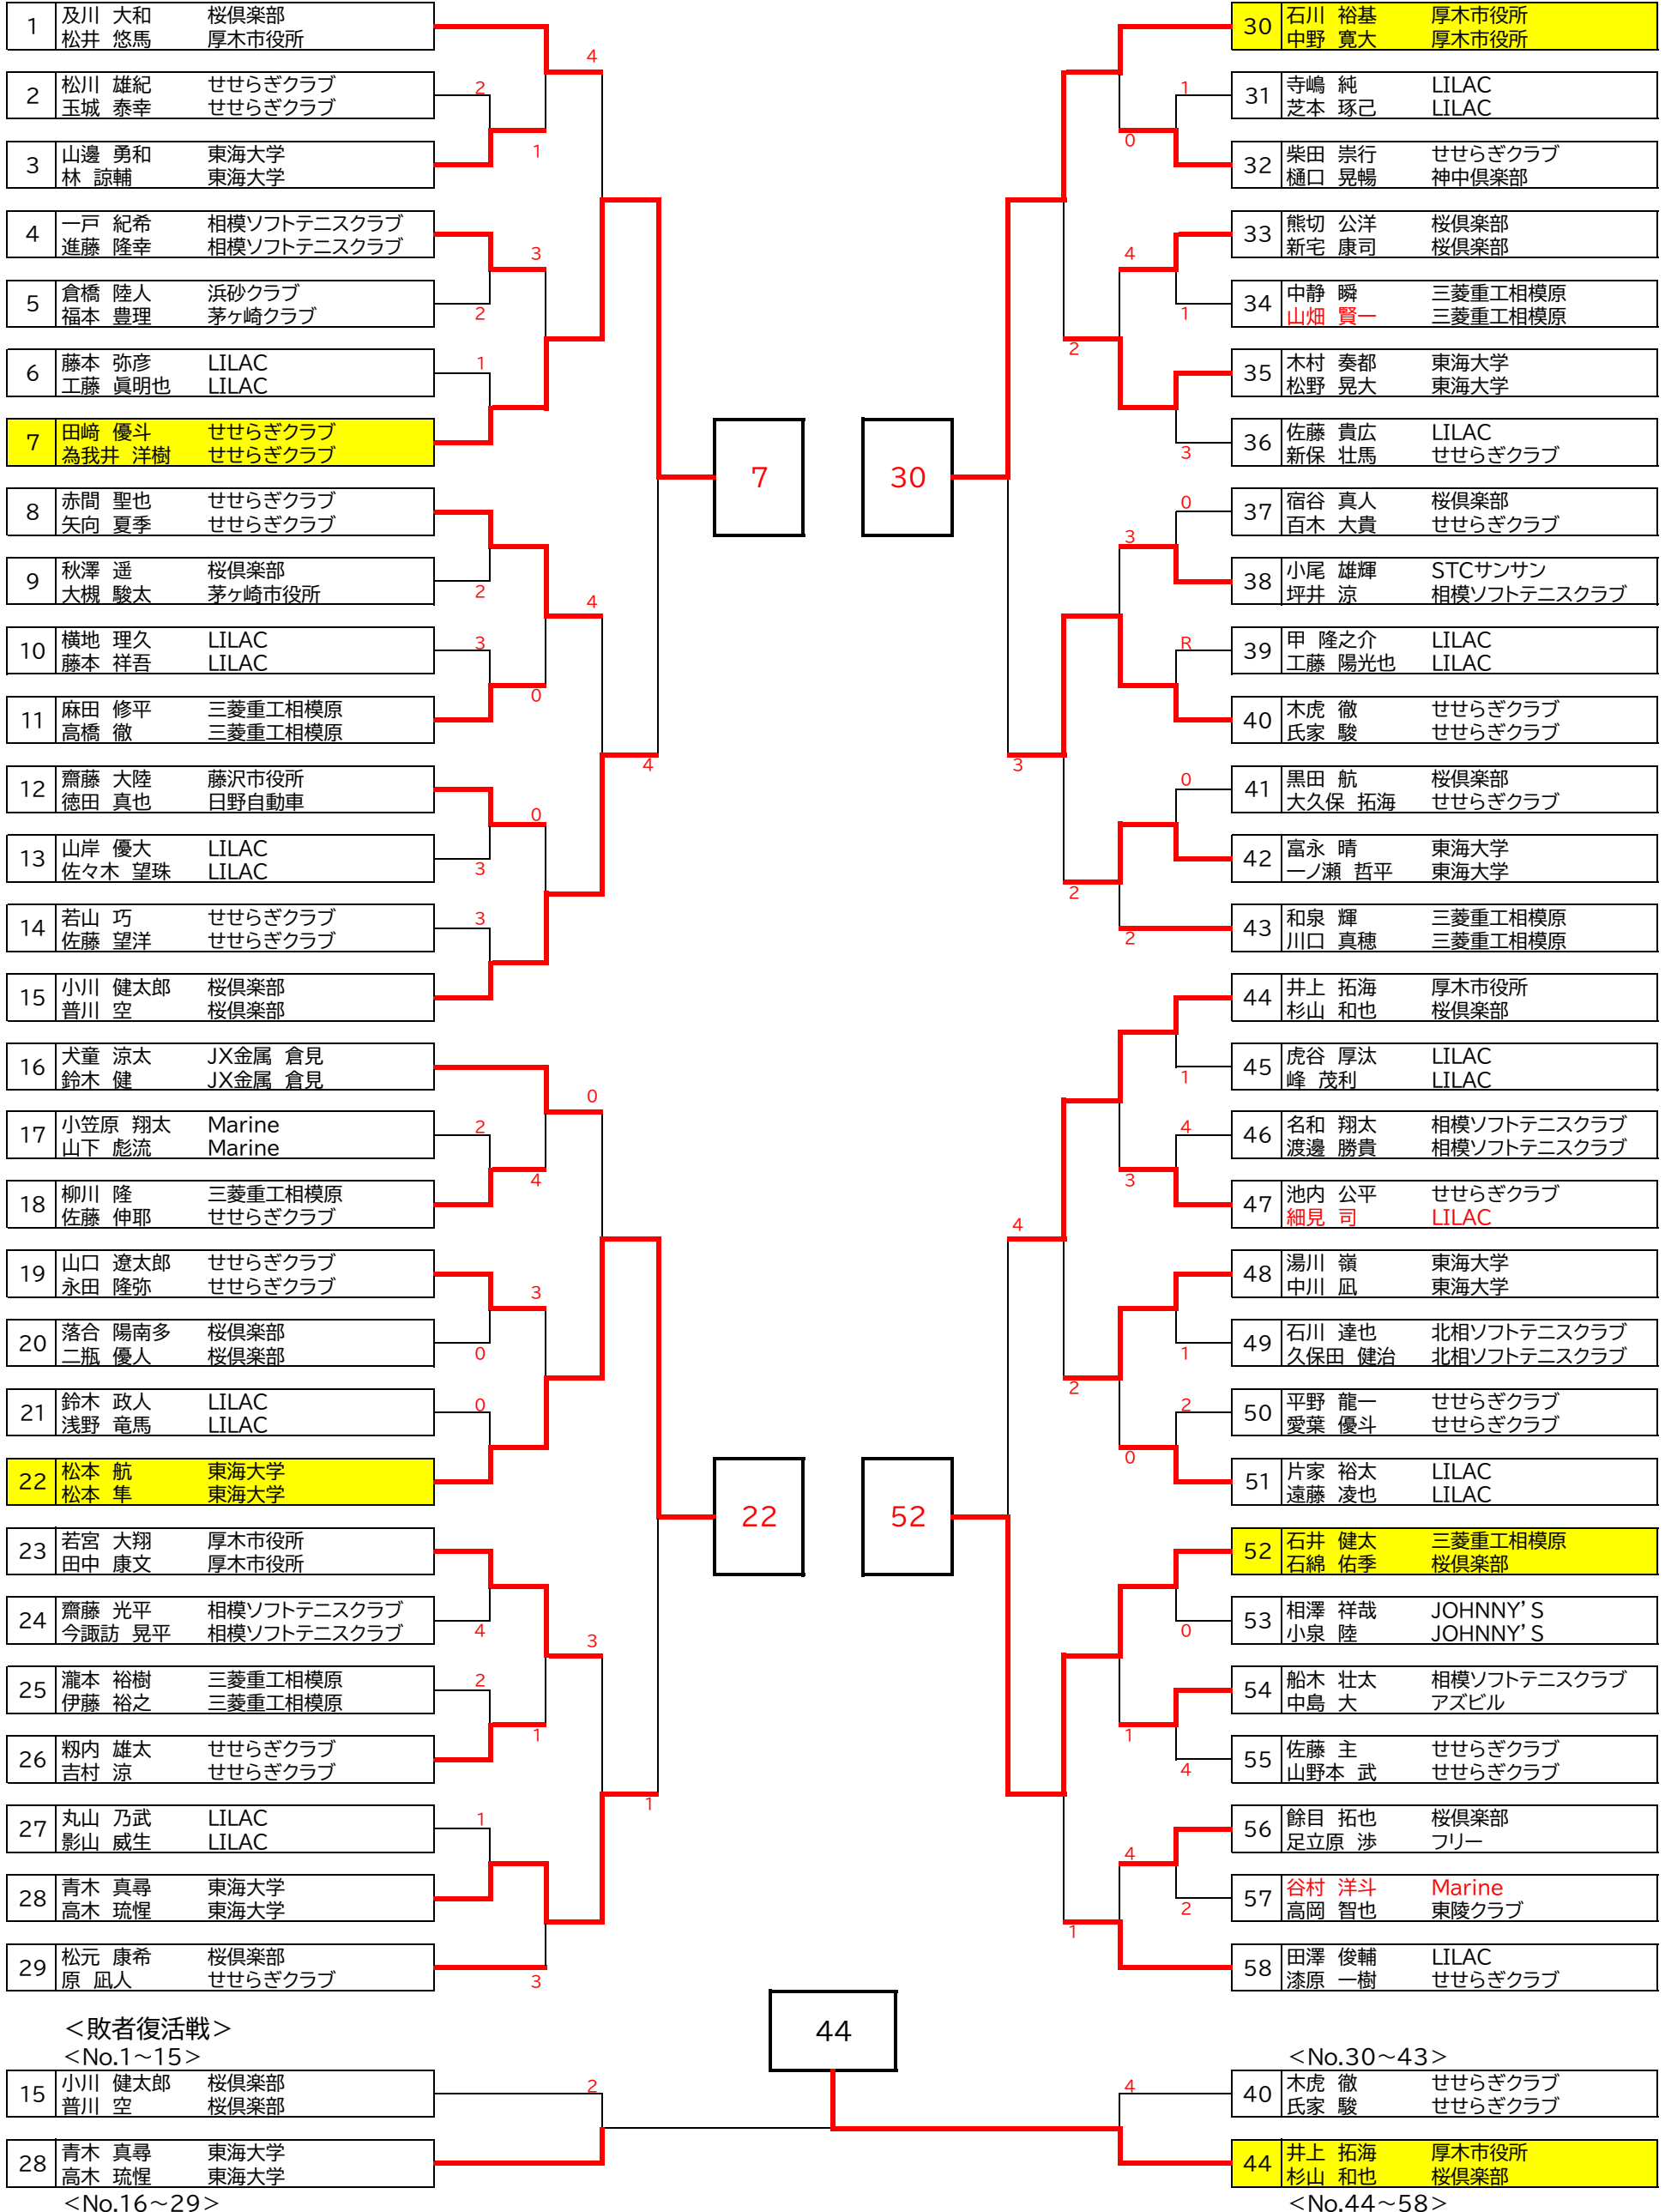 1 及川 大和 桜倶楽部
松井 悠馬 厚木市役所
4
2 松川 雄紀 せせらぎクラブ
玉城 泰幸 せせらぎクラブ
2
3 山邊 勇和 東海大学
林 諒輔 東海大学
1
4 一戸 紀希 相模ソフトテニスクラブ
進藤 隆幸 相模ソフトテニスクラブ
3
5 倉橋 陸人 浜砂クラブ
福本 豊理 茅ヶ崎クラブ
2
6 藤本 弥彦 LILAC
工藤 眞明也 LILAC
1
7 田﨑 優斗 せせらぎクラブ
為我井 洋樹 せせらぎクラブ
7
8 赤間 聖也 せせらぎクラブ
矢向 夏季 せせらぎクラブ
9 秋澤 遥 桜倶楽部
大槻 駿太 茅ヶ崎市役所
2
4
10 横地 理久 LILAC
藤本 祥吾 LILAC
3
0
11 麻田 修平 三菱重工相模原
高橋 徹 三菱重工相模原
4
12 齋藤 大陸 藤沢市役所
徳田 真也 日野自動車
0
13 山岸 優大 LILAC
佐々木 望珠 LILAC
3
14 若山 巧 せせらぎクラブ
佐藤 望洋 せせらぎクラブ
3
15 小川 健太郎 桜倶楽部
普川 空 桜倶楽部
16 犬童 涼太 JX金属 倉見
鈴木 健 JX金属 倉見
0
17 小笠原 翔太 Marine
山下 彪流 Marine
2
4
18 柳川 隆 三菱重工相模原
佐藤 伸耶 せせらぎクラブ
19 山口 遼太郎 せせらぎクラブ
永田 隆弥 せせらぎクラブ
3
20 落合 陽南多 桜倶楽部
二瓶 優人 桜倶楽部
0
21 鈴木 政人 LILAC
浅野 竜馬 LILAC
0
22 松本 航 東海大学
松本 隼 東海大学
22
23 若宮 大翔 厚木市役所
田中 康文 厚木市役所
24 齋藤 光平 相模ソフトテニスクラブ
今諏訪 晃平 相模ソフトテニスクラブ
4
3
25 瀧本 裕樹 三菱重工相模原
伊藤 裕之 三菱重工相模原
2
1
26 籾内 雄太 せせらぎクラブ
吉村 涼 せせらぎクラブ
1
27 丸山 乃武 LILAC
影山 威生 LILAC
1
28 青木 真尋 東海大学
高木 琉惺 東海大学
29 松元 康希 桜倶楽部
原 凪人 せせらぎクラブ
3
30 石川 裕基 厚木市役所
中野 寛大 厚木市役所
31 寺嶋 純 LILAC
芝本 琢己 LILAC
1
0
32 柴田 崇行 せせらぎクラブ
樋口 晃暢 神中倶楽部
33 熊切 公洋 桜倶楽部
新宅 康司 桜倶楽部
4
34 中静 瞬 三菱重工相模原
山畑 賢一 三菱重工相模原
1
2
35 木村 奏都 東海大学
松野 晃大 東海大学
36 佐藤 貴広 LILAC
新保 壮馬 せせらぎクラブ
3
30
37 宿谷 真人 桜倶楽部
百木 大貴 せせらぎクラブ
0
3
38 小尾 雄輝 STCサンサン
坪井 涼 相模ソフトテニスクラブ
39 甲 隆之介 LILAC
工藤 陽光也 LILAC
R
40 木虎 徹 せせらぎクラブ
氏家 駿 せせらぎクラブ
3
41 黒田 航 桜倶楽部
大久保 拓海 せせらぎクラブ
0
42 富永 晴 東海大学
一ノ瀬 哲平 東海大学
2
43 和泉 輝 三菱重工相模原
川口 真穂 三菱重工相模原
2
44 井上 拓海 厚木市役所
杉山 和也 桜倶楽部
45 虎谷 厚汰 LILAC
峰 茂利 LILAC
1
46 名和 翔太 相模ソフトテニスクラブ
渡邊 勝貴 相模ソフトテニスクラブ
4
3
47 池内 公平 せせらぎクラブ
細見 司 LILAC
4
48 湯川 嶺 東海大学
中川 凪 東海大学
49 石川 達也 北相ソフトテニスクラブ
久保田 健治 北相ソフトテニスクラブ
1
2
50 平野 龍一 せせらぎクラブ
愛葉 優斗 せせらぎクラブ
2
0
51 片家 裕太 LILAC
遠藤 凌也 LILAC
52
52 石井 健太 三菱重工相模原
石綿 佑季 桜倶楽部
53 相澤 祥哉 JOHNNY’S
小泉 陸 JOHNNY’S
0
54 船木 壮太 相模ソフトテニスクラブ
中島 大 アズビル
1
55 佐藤 主 せせらぎクラブ
山野本 武 せせらぎクラブ
4
56 餘目 拓也 桜倶楽部
足立原 渉 フリー
4
57 谷村 洋斗 Marine
高岡 智也 東陵クラブ
2
1
58 田澤 俊輔 LILAC
漆原 一樹 せせらぎクラブ
＜敗者復活戦＞
44
＜No.1～15＞
15 小川 健太郎 桜倶楽部
普川 空 桜倶楽部
2
28 青木 真尋 東海大学
高木 琉惺 東海大学
＜No.16～29＞
＜No.30～43＞
40 木虎 徹 せせらぎクラブ
氏家 駿 せせらぎクラブ
4
44 井上 拓海 厚木市役所
杉山 和也 桜倶楽部
＜No.44～58＞